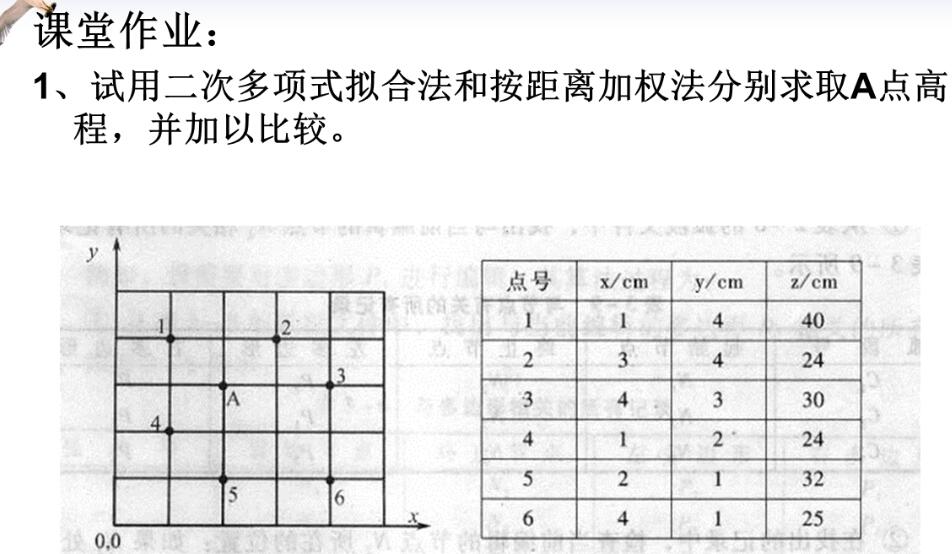 课堂作业：
1、试用二次多项式拟合法和按距离加权法分别求取A点高
程，并加以比较。
y
1
2
3
A
4
5
6
x
0,0
点号 x/cm y/cm z/cm
1 1 4 40
2 3 4 24
3 4 3 30
4 1 2 24
5 2 1 32
6 4 1 25